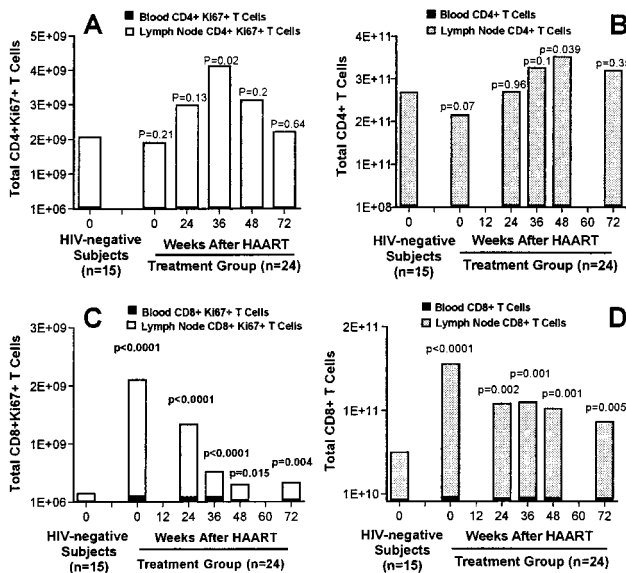 A
■ Blood CD4+ Ki67+ T Cells
□ Lymph Node CD4+ Ki67+ T Cells
Total CD4+Ki67+ T Cells
5E+09
3E+09
2E+09
1E+06
P=0.21
P=0.13
P=0.02
P=0.2
P=0.64
0 0 24 36 48 72
HIV-negative Subjects (n=15)
Weeks After HAART
Treatment Group (n=24)
B
■ Blood CD4+ T Cells
Lymph Node CD4+ T Cells
Total CD4+ T Cells
4E+11
3E+11
2E+11
1E+11
1E+08
p=0.07
p=0.96
p=0.1
p=0.039
p=0.35
0 0 12 24 36 48 60 72
HIV-negative Subjects (n=15)
Weeks After HAART
Treatment Group (n=24)
C
■ Blood CD8+ Ki67+ T Cells
□ Lymph Node CD8+ Ki67+ T Cells
Total CD8+Ki67+ T Cells
3E+09
2E+09
1E+09
1E+06
p<0.0001
p<0.0001
p<0.0001
p=0.015
p=0.004
0 0 12 24 36 48 60 72
HIV-negative Subjects (n=15)
Weeks After HAART
Treatment Group (n=24)
D
■ Blood CD8+ T Cells
Lymph Node CD8+ T Cells
Total CD8+ T Cells
2E+11
1E+11
1E+10
p<0.0001
p=0.002
p=0.001
p=0.001
p=0.005
0 0 12 24 36 48 60 72
HIV-negative Subjects (n=15)
Weeks After HAART
Treatment Group (n=24)